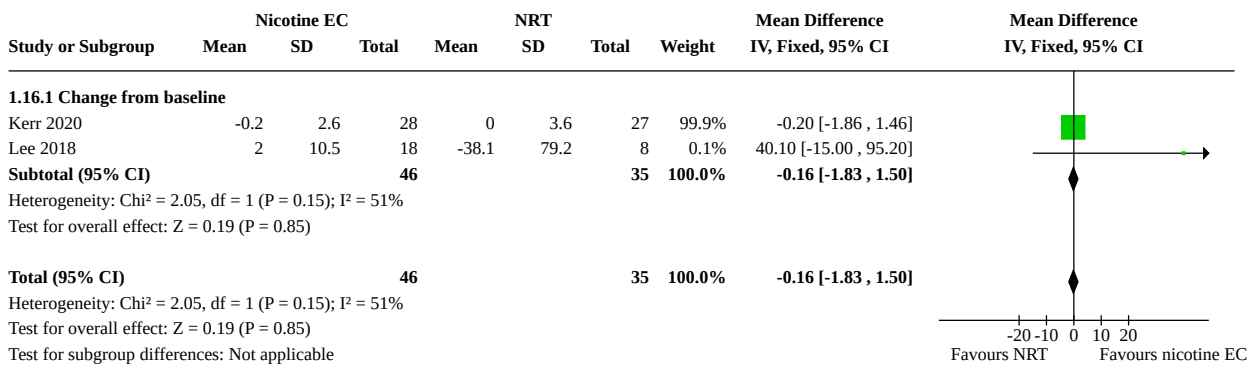 Nicotine EC NRT Mean Difference Mean Difference
Study or Subgroup Mean SD Total Mean SD Total Weight IV, Fixed, 95% CI IV, Fixed, 95% CI
1.16.1 Change from baseline
Kerr 2020 -0.2 2.6 28 0 3.6 27 99.9% -0.20 [-1.86 , 1.46]
Lee 2018 2 10.5 18 -38.1 79.2 8 0.1% 40.10 [-15.00 , 95.20]
Subtotal (95% CI) 46 35 100.0% -0.16 [-1.83 , 1.50]
Heterogeneity: Chi² = 2.05, df = 1 (P = 0.15); I² = 51%
Test for overall effect: Z = 0.19 (P = 0.85)
Total (95% CI) 46 35 100.0% -0.16 [-1.83 , 1.50]
Heterogeneity: Chi² = 2.05, df = 1 (P = 0.15); I² = 51%
Test for overall effect: Z = 0.19 (P = 0.85) -20 -10 0 10 20
Test for subgroup differences: Not applicable Favours NRT Favours nicotine EC